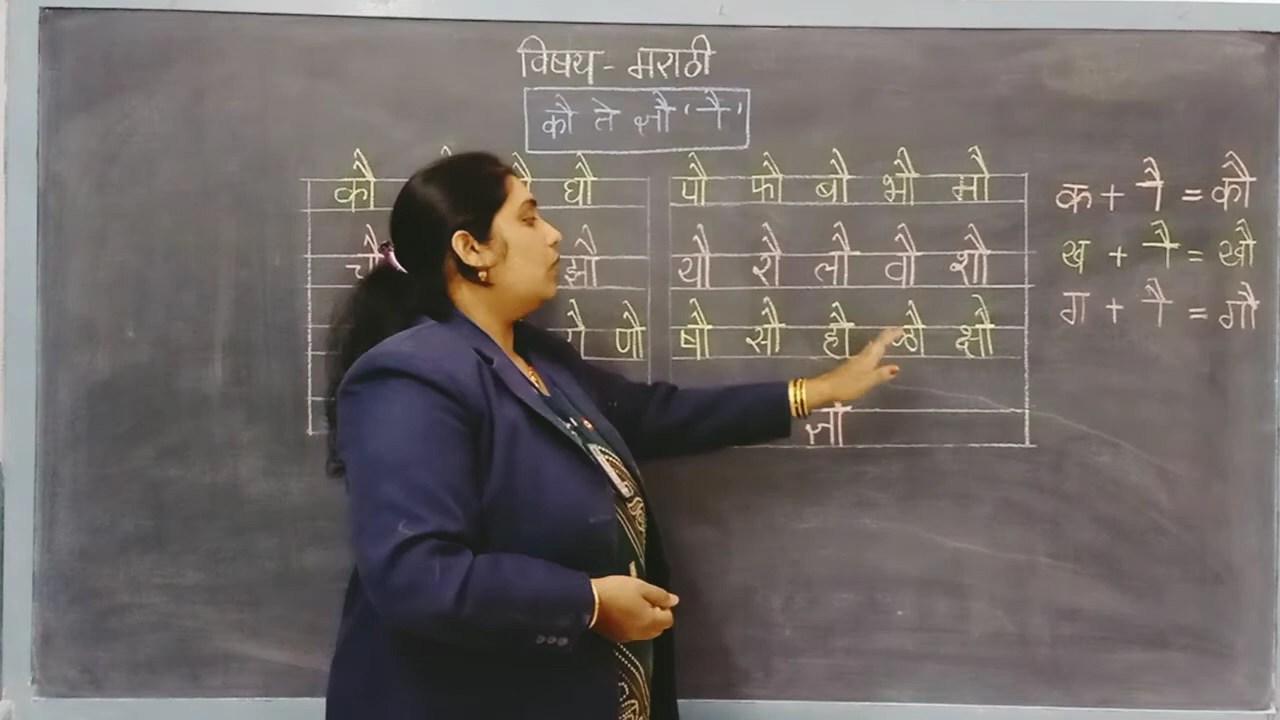 विषय - मराठी
कौ ते ज्ञौ 'ौ'
कौ घौ
चौ झौ
णौ
पौ फौ बौ भौ मौ
यौ रौ लौ वौ शौ
षौ सौ हौ ळौ क्षौ
ज्ञौ
क + ौ = कौ
ख + ौ = खौ
ग + ौ = गौ